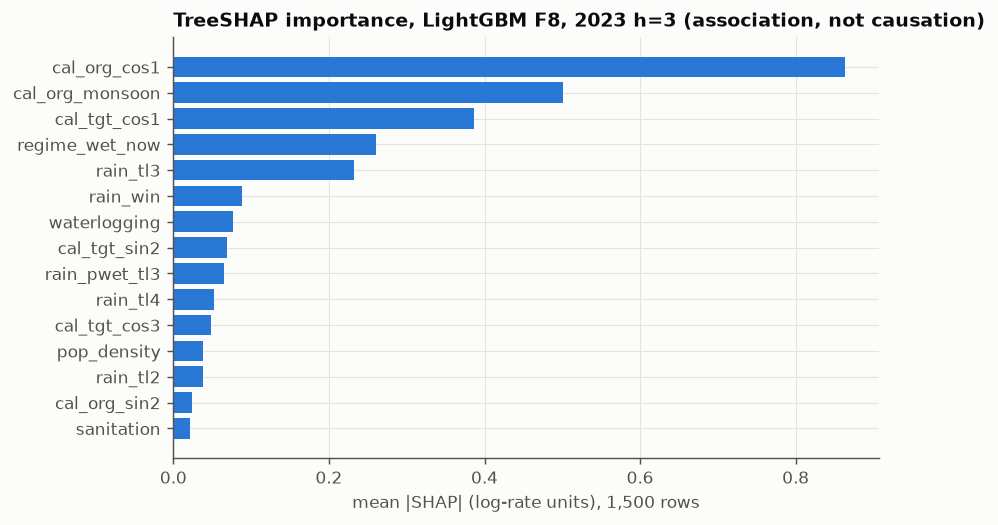 TreeSHAP importance, LightGBM F8, 2023 h=3 (association, not causation)
cal_org_cos1
cal_org_monsoon
cal_tgt_cos1
regime_wet_now
rain_tl3
rain_win
waterlogging
cal_tgt_sin2
rain_pwet_tl3
rain_tl4
cal_tgt_cos3
pop_density
rain_tl2
cal_org_sin2
sanitation
0.0 0.2 0.4 0.6 0.8
mean |SHAP| (log-rate units), 1,500 rows